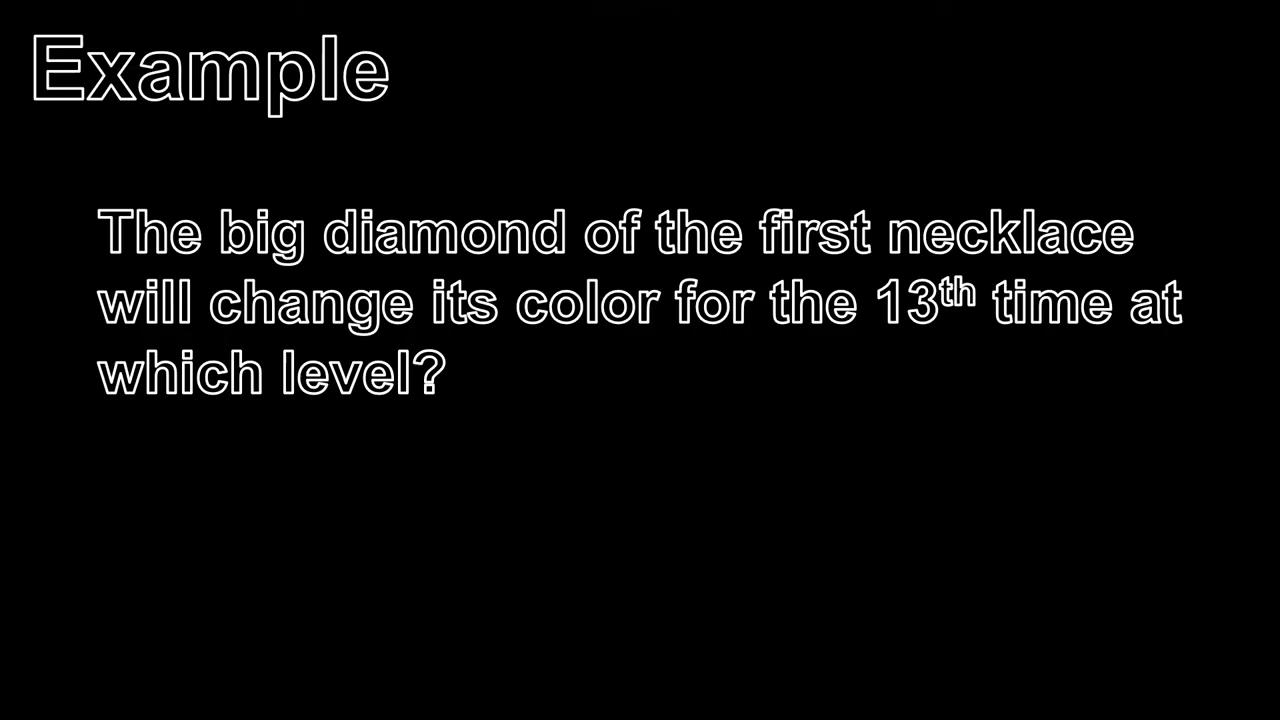 Example
The big diamond of the first necklace
will change its color for the 13th time at
which level?